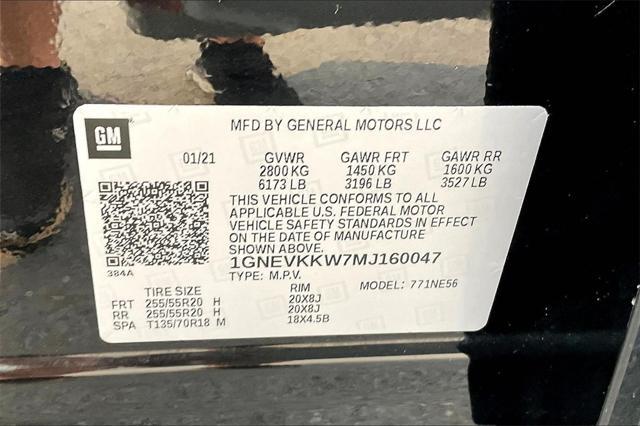 GM
MFD BY GENERAL MOTORS LLC
01/21 GVWR GAWR FRT GAWR RR
2800 KG 1450 KG 1600 KG
6173 LB 3196 LB 3527 LB
THIS VEHICLE CONFORMS TO ALL
APPLICABLE U.S. FEDERAL MOTOR
VEHICLE SAFETY STANDARDS IN EFFECT
ON THE DATE OF MANUFACTURE
SHOWN ABOVE.
384A
1GNEVKKW7MJ160047
TYPE: M.P.V. MODEL: 771NE56
TIRE SIZE RIM
FRT 255/55R20 H 20X8J
RR 255/55R20 H 20X8J
SPA T135/70R18 M 18X4.5B